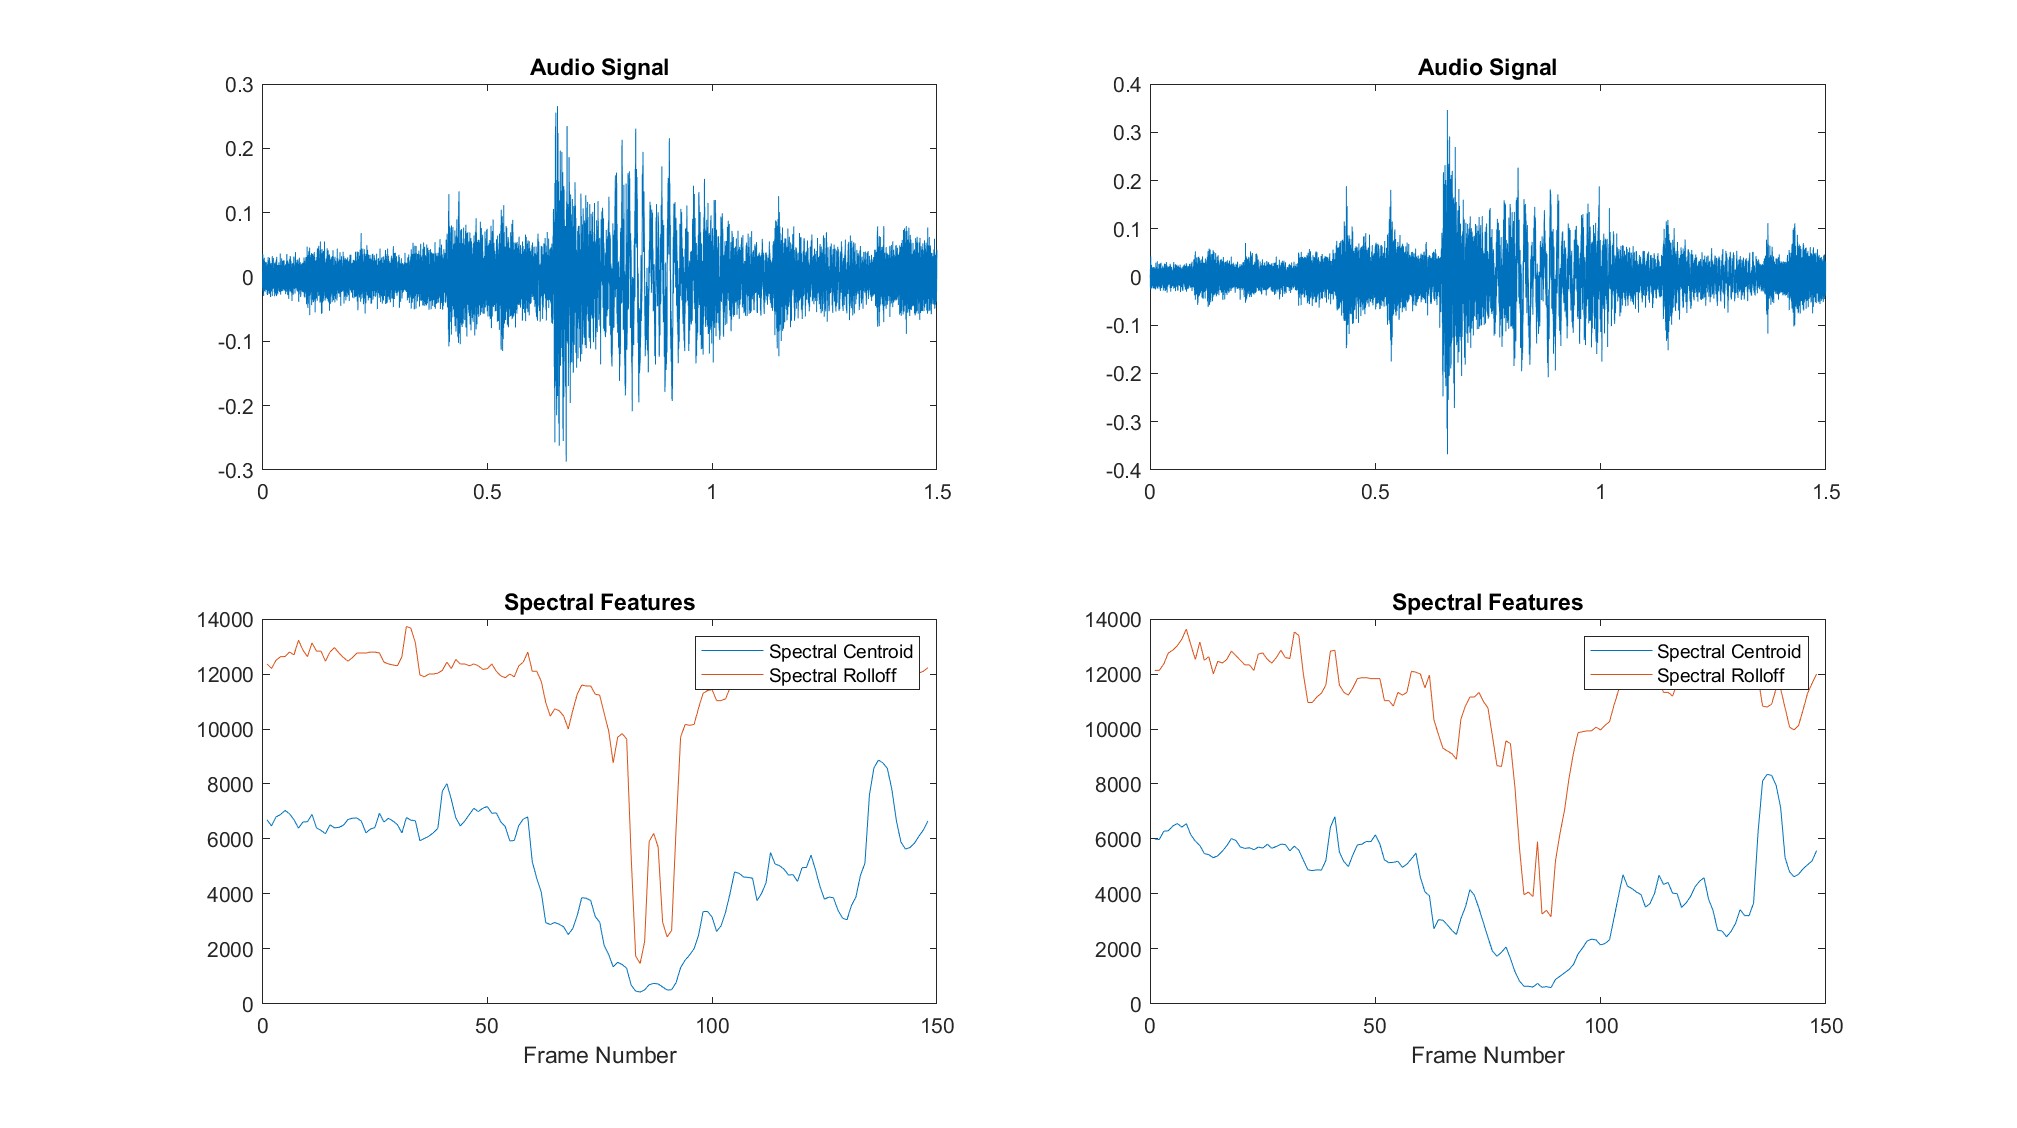 Audio Signal
0.3
0.2
0.1
0
-0.1
-0.2
-0.3
0 0.5 1 1.5
Audio Signal
0.4
0.3
0.2
0.1
0
-0.1
-0.2
-0.3
-0.4
0 0.5 1 1.5
Spectral Features
14000
12000
10000
8000
6000
4000
2000
0
Spectral Centroid
Spectral Rolloff
0 50 100 150
Frame Number
Spectral Features
14000
12000
10000
8000
6000
4000
2000
0
Spectral Centroid
Spectral Rolloff
0 50 100 150
Frame Number